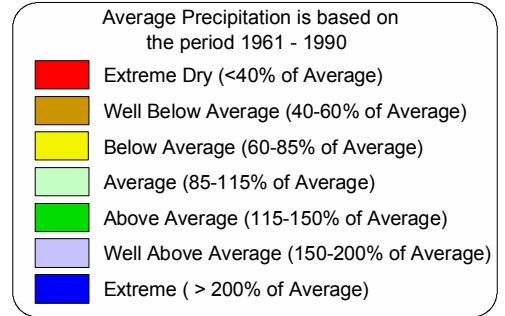 Average Precipitation is based on
the period 1961 - 1990
Extreme Dry (<40% of Average)
Well Below Average (40-60% of Average)
Below Average (60-85% of Average)
Average (85-115% of Average)
Above Average (115-150% of Average)
Well Above Average (150-200% of Average)
Extreme ( > 200% of Average)